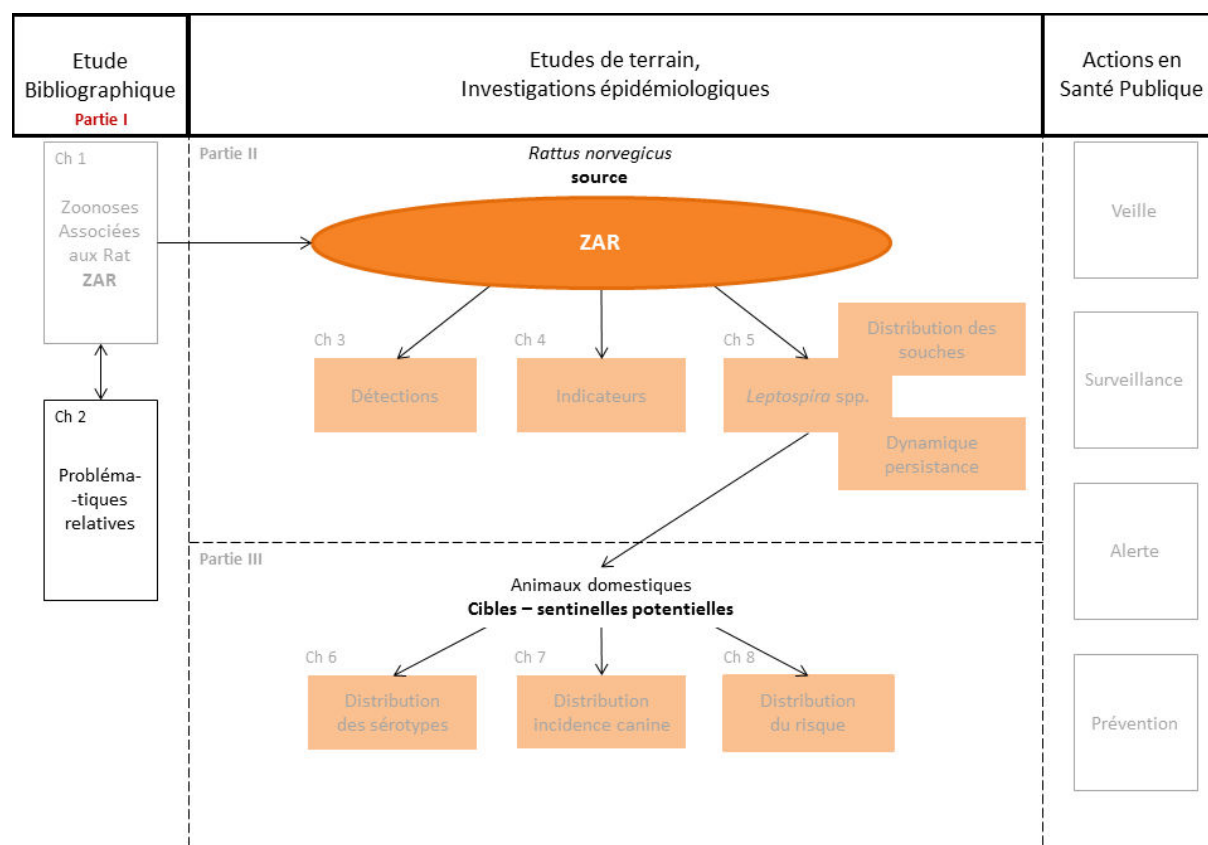 Etude
Bibliographique
Partie I
Etudes de terrain,
Investigations épidémiologiques
Actions en
Santé Publique
Ch 1
Zoonoses
Associées
aux Rat
ZAR
Ch 2
Probléma-
-tiques
relatives
Partie II
Rattus norvegicus
source
ZAR
Ch 3
Détections
Ch 4
Indicateurs
Ch 5
Leptospira spp.
Distribution des
souches
Dynamique
persistance
Partie III
Animaux domestiques
Cibles – sentinelles potentielles
Ch 6
Distribution
des sérotypes
Ch 7
Distribution
incidence canine
Ch 8
Distribution
du risque
Veille
Surveillance
Alerte
Prévention